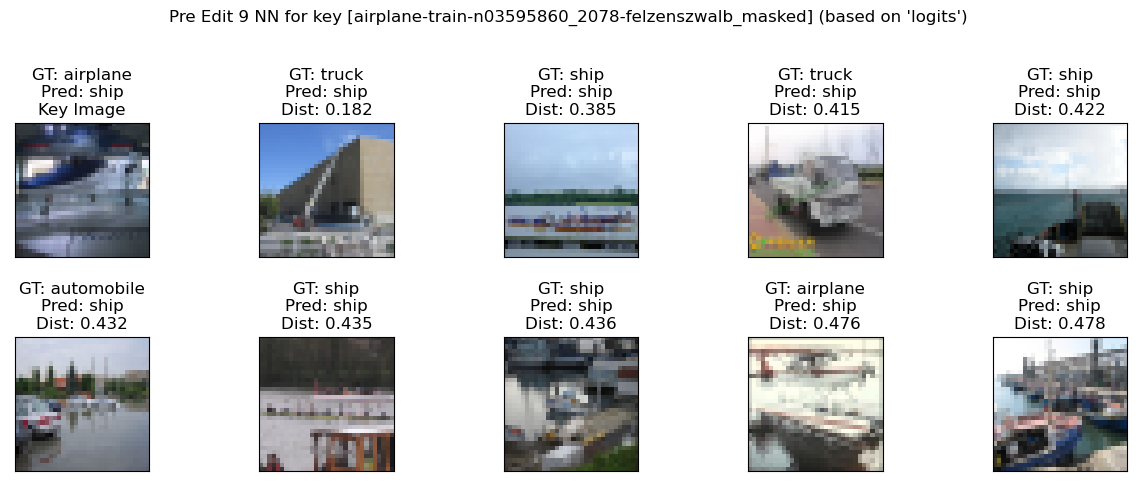 Pre Edit 9 NN for key [airplane-train-n03595860_2078-felzenszwalb_masked] (based on 'logits')
GT: airplane
Pred: ship
Key Image
GT: truck
Pred: ship
Dist: 0.182
GT: ship
Pred: ship
Dist: 0.385
GT: truck
Pred: ship
Dist: 0.415
GT: ship
Pred: ship
Dist: 0.422
GT: automobile
Pred: ship
Dist: 0.432
GT: ship
Pred: ship
Dist: 0.435
GT: ship
Pred: ship
Dist: 0.436
GT: airplane
Pred: ship
Dist: 0.476
GT: ship
Pred: ship
Dist: 0.478